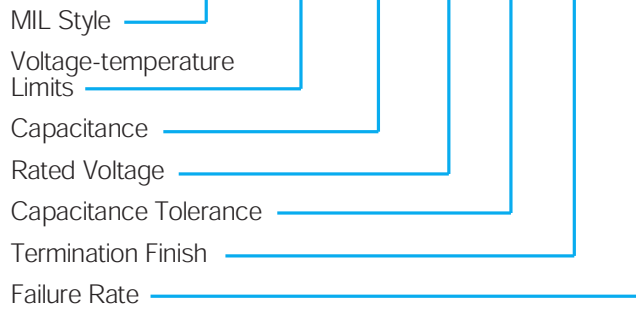 MIL Style
Voltage-temperature
Limits
Capacitance
Rated Voltage
Capacitance Tolerance
Termination Finish
Failure Rate